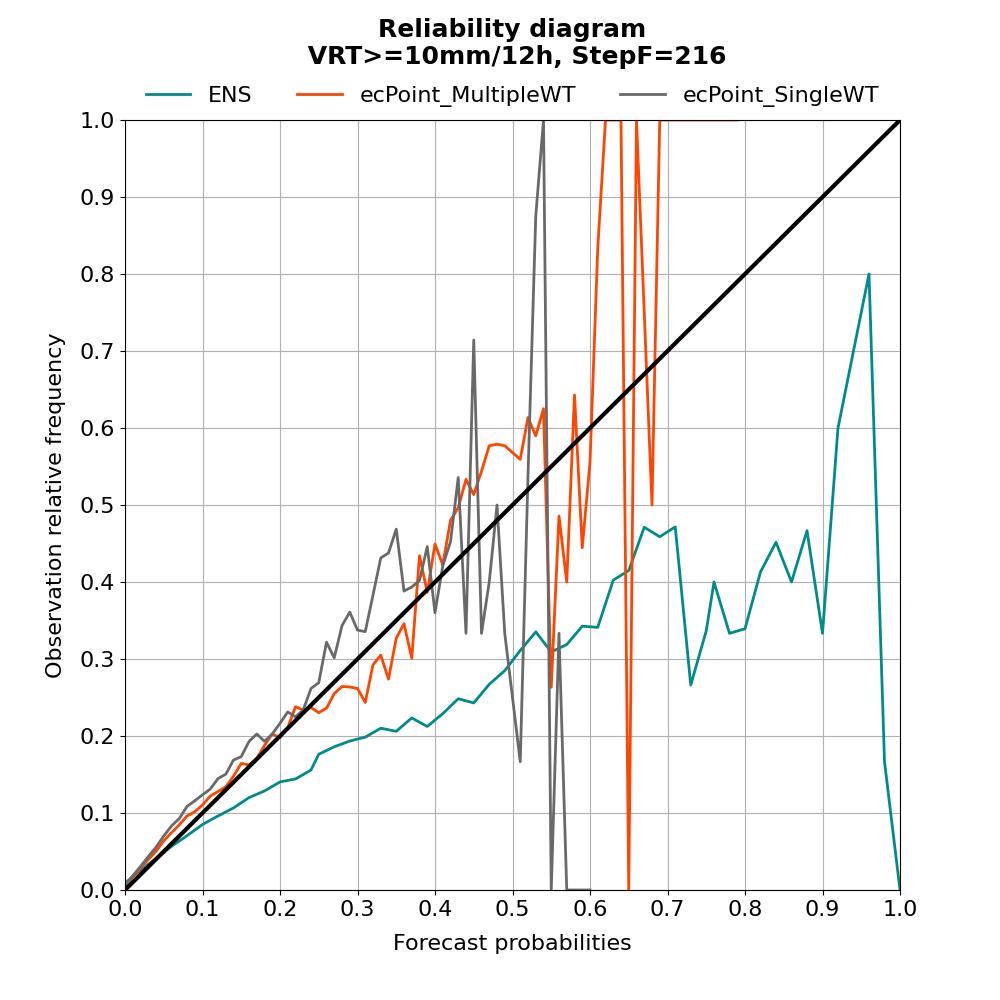 Reliability diagram
VRT>=10mm/12h, StepF=216
ENS ecPoint_MultipleWT ecPoint_SingleWT
1.0
0.9
0.8
0.7
0.6
0.5
0.4
0.3
0.2
0.1
0.0
Observation relative frequency
0.0 0.1 0.2 0.3 0.4 0.5 0.6 0.7 0.8 0.9 1.0
Forecast probabilities